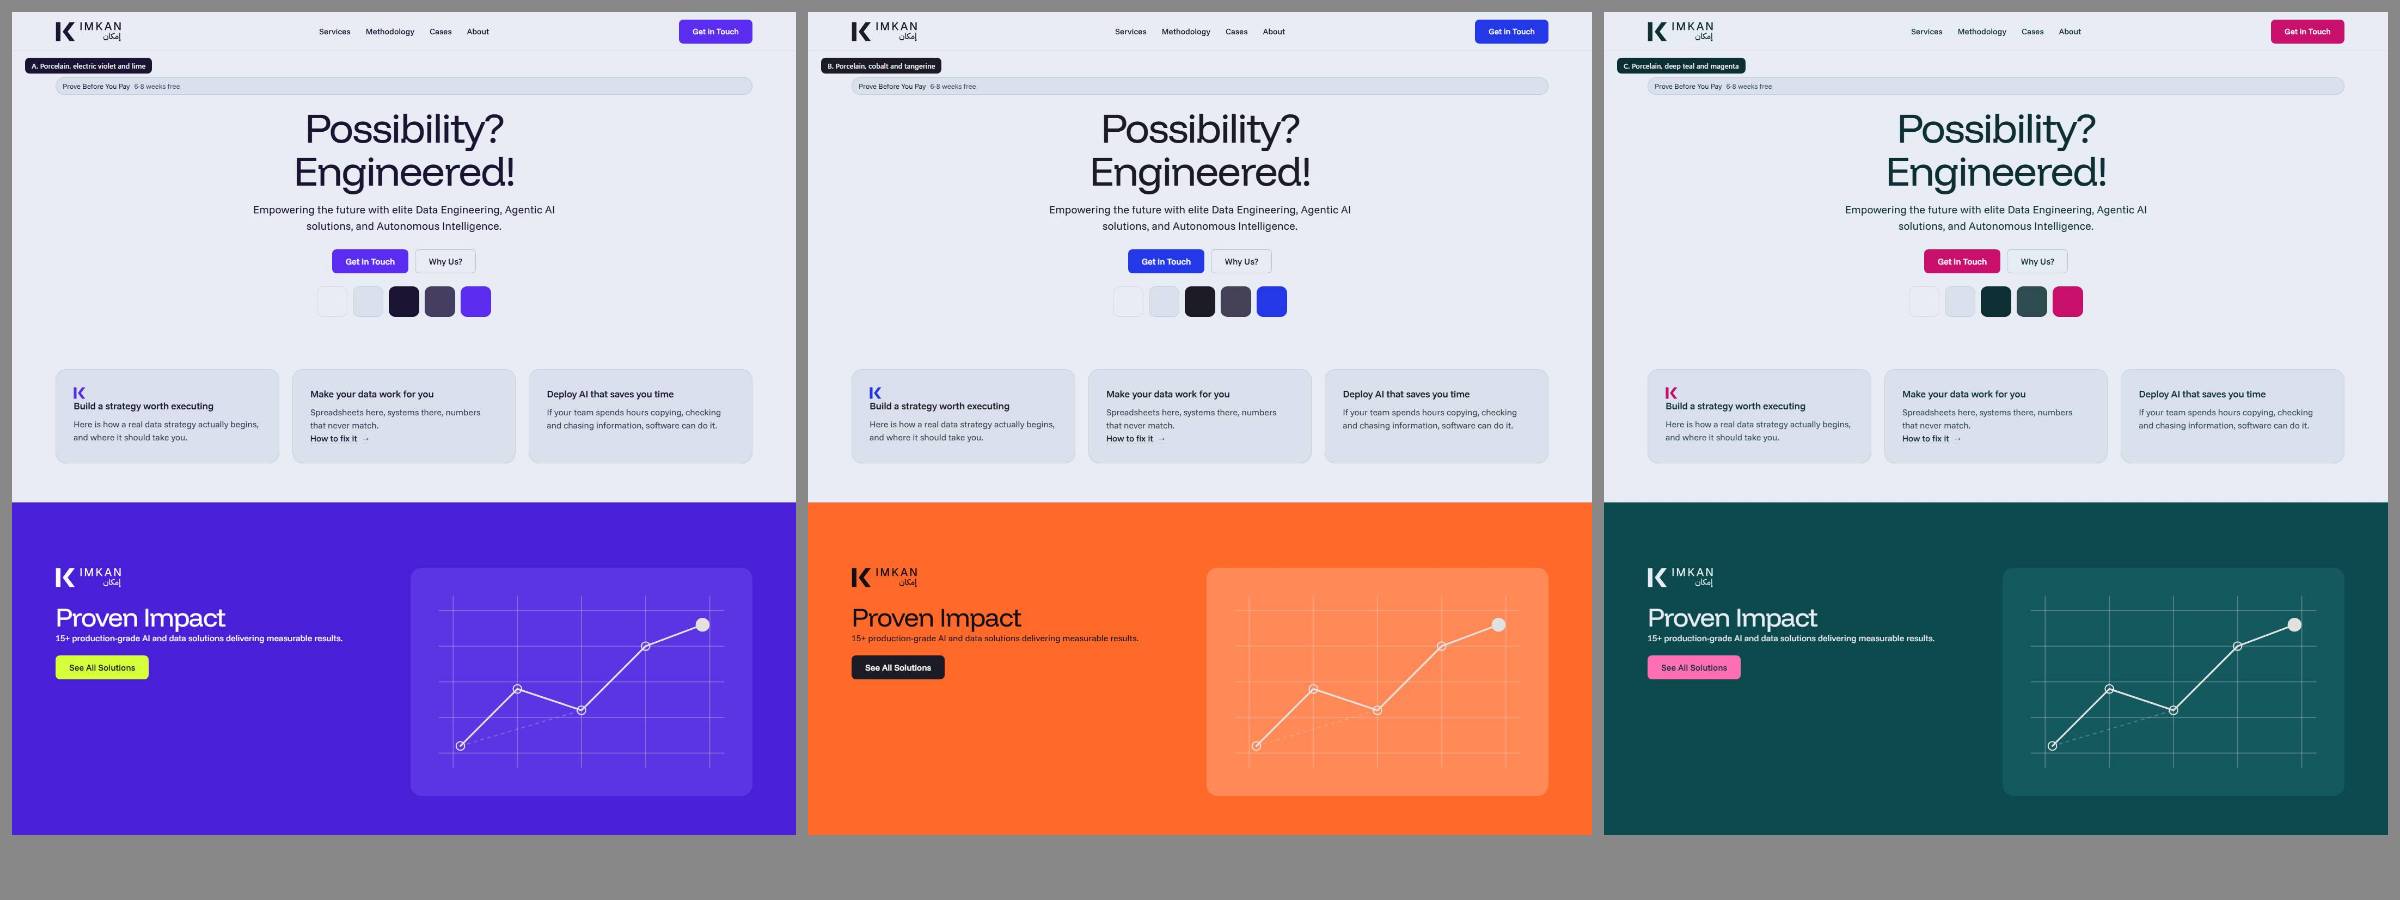 IMKAN
إمكان
Services Methodology Cases About
Get in Touch
A. Porcelain, electric violet and lime
Prove Before You Pay 6-8 weeks free
Possibility?
Engineered!
Empowering the future with elite Data Engineering, Agentic AI
solutions, and Autonomous Intelligence.
Get in Touch Why Us?
Build a strategy worth executing
Here is how a real data strategy actually begins,
and where it should take you.
Make your data work for you
Spreadsheets here, systems there, numbers
that never match.
How to fix it →
Deploy AI that saves you time
If your team spends hours copying, checking
and chasing information, software can do it.
IMKAN
إمكان
Proven Impact
15+ production-grade AI and data solutions delivering measurable results.
See All Solutions
IMKAN
إمكان
Services Methodology Cases About
Get in Touch
B. Porcelain, cobalt and tangerine
Prove Before You Pay 6-8 weeks free
Possibility?
Engineered!
Empowering the future with elite Data Engineering, Agentic AI
solutions, and Autonomous Intelligence.
Get in Touch Why Us?
Build a strategy worth executing
Here is how a real data strategy actually begins,
and where it should take you.
Make your data work for you
Spreadsheets here, systems there, numbers
that never match.
How to fix it →
Deploy AI that saves you time
If your team spends hours copying, checking
and chasing information, software can do it.
IMKAN
إمكان
Proven Impact
15+ production-grade AI and data solutions delivering measurable results.
See All Solutions
IMKAN
إمكان
Services Methodology Cases About
Get in Touch
C. Porcelain, deep teal and magenta
Prove Before You Pay 6-8 weeks free
Possibility?
Engineered!
Empowering the future with elite Data Engineering, Agentic AI
solutions, and Autonomous Intelligence.
Get in Touch Why Us?
Build a strategy worth executing
Here is how a real data strategy actually begins,
and where it should take you.
Make your data work for you
Spreadsheets here, systems there, numbers
that never match.
How to fix it →
Deploy AI that saves you time
If your team spends hours copying, checking
and chasing information, software can do it.
IMKAN
إمكان
Proven Impact
15+ production-grade AI and data solutions delivering measurable results.
See All Solutions